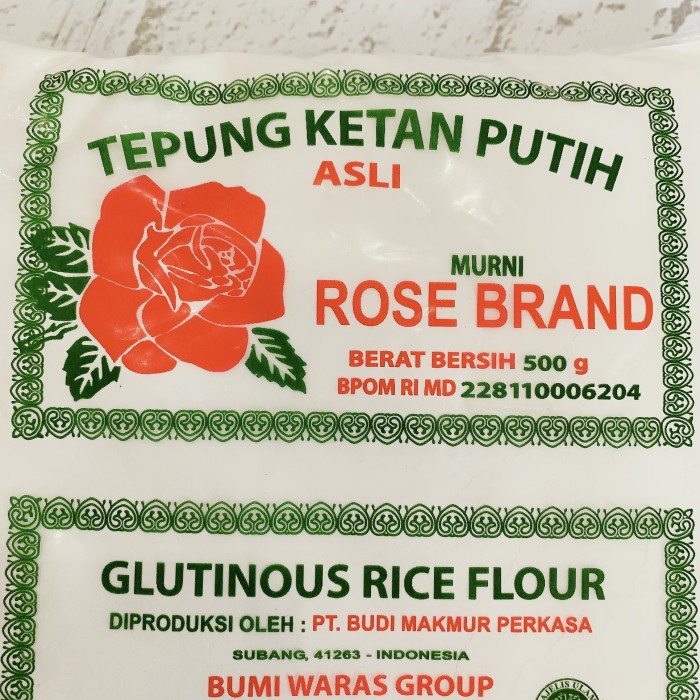 TEPUNG KETAN PUTIH
ASLI
MURNI
ROSE BRAND
BERAT BERSIH 500 g
BPOM RI MD 228110006204
GLUTINOUS RICE FLOUR
DIPRODUKSI OLEH : PT. BUDI MAKMUR PERKASA
SUBANG, 41263 - INDONESIA
BUMI WARAS GROUP